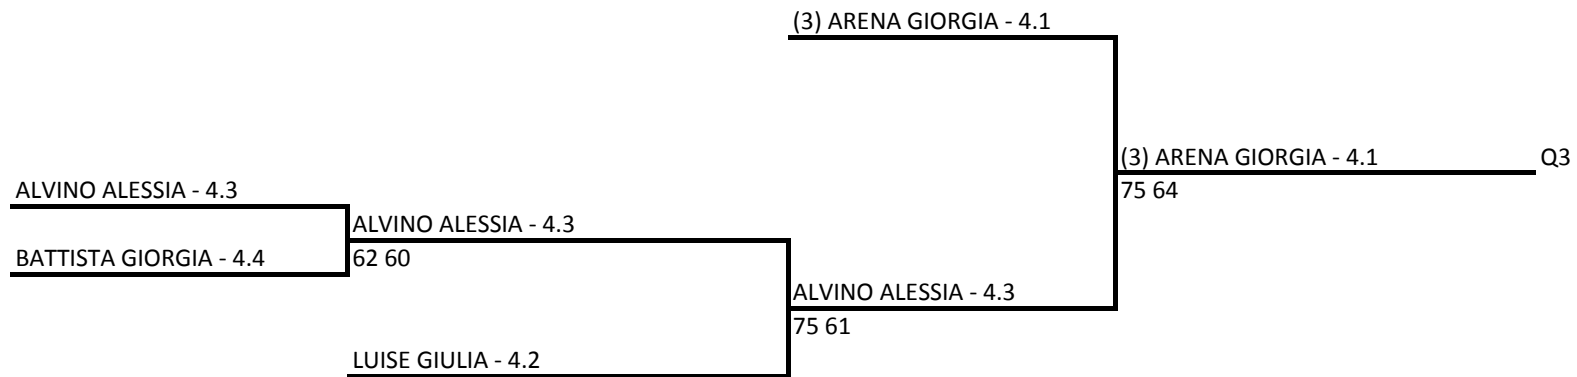 (3) ARENA GIORGIA - 4.1
(3) ARENA GIORGIA - 4.1
Q3
ALVINO ALESSIA - 4.3
75 64
ALVINO ALESSIA - 4.3
BATTISTA GIORGIA - 4.4
62 60
ALVINO ALESSIA - 4.3
75 61
LUISE GIULIA - 4.2